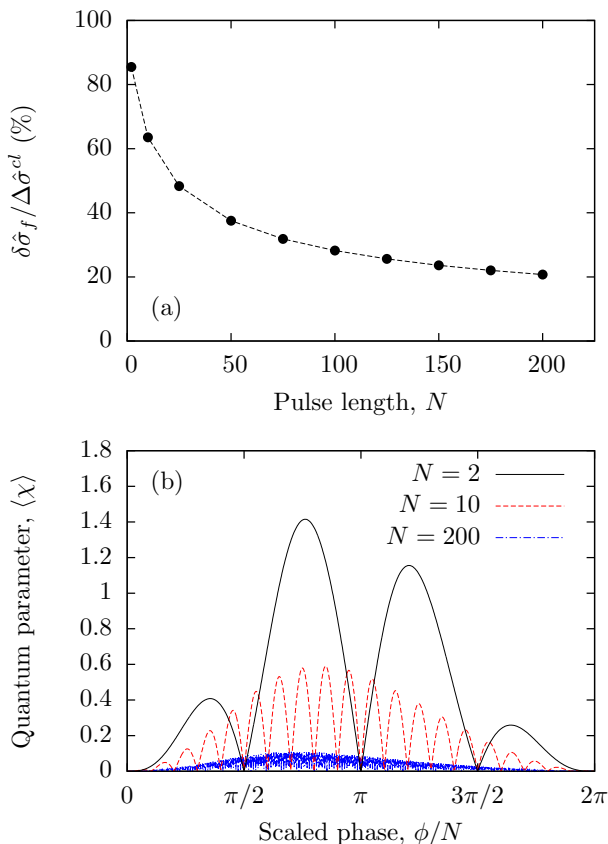 100
80
60
40
20
0
δσ̂_f/Δσ̂^{cl} (%)
(a)
0 50 100 150 200
Pulse length, N
1.8
1.6
1.4
1.2
1
0.8
0.6
0.4
0.2
0
Quantum parameter, ⟨χ⟩
(b)
N = 2
N = 10
N = 200
0 π/2 π 3π/2 2π
Scaled phase, ϕ/N